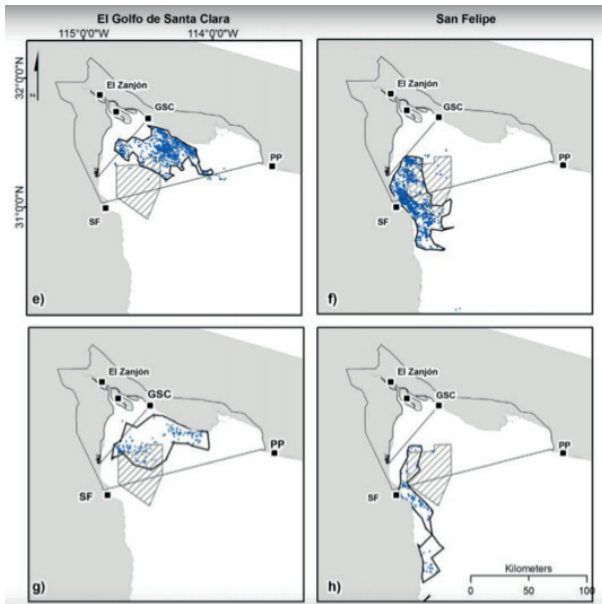 El Golfo de Santa Clara
San Felipe
115°0'0"W
114°0'0"W
32°0'0"N
31°0'0"N
El Zanjón
GSC
PP
SF
e)
El Zanjón
GSC
PP
SF
f)
El Zanjón
GSC
PP
SF
g)
El Zanjón
GSC
PP
SF
h)
Kilometers
0 50 100